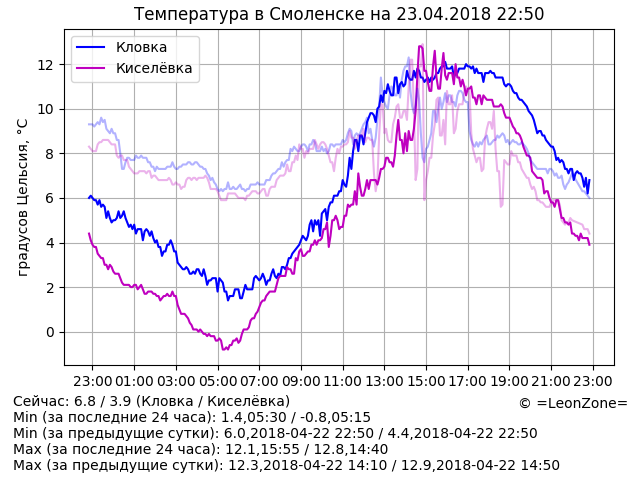 Температура в Смоленске на 23.04.2018 22:50
Кловка
Киселёвка
градусов Цельсия, °C
12
10
8
6
4
2
0
23:00 01:00 03:00 05:00 07:00 09:00 11:00 13:00 15:00 17:00 19:00 21:00 23:00
Сейчас: 6.8 / 3.9 (Кловка / Киселёвка)
© =LeonZone=
Min (за последние 24 часа): 1.4,05:30 / -0.8,05:15
Min (за предыдущие сутки): 6.0,2018-04-22 22:50 / 4.4,2018-04-22 22:50
Max (за последние 24 часа): 12.1,15:55 / 12.8,14:40
Max (за предыдущие сутки): 12.3,2018-04-22 14:10 / 12.9,2018-04-22 14:50